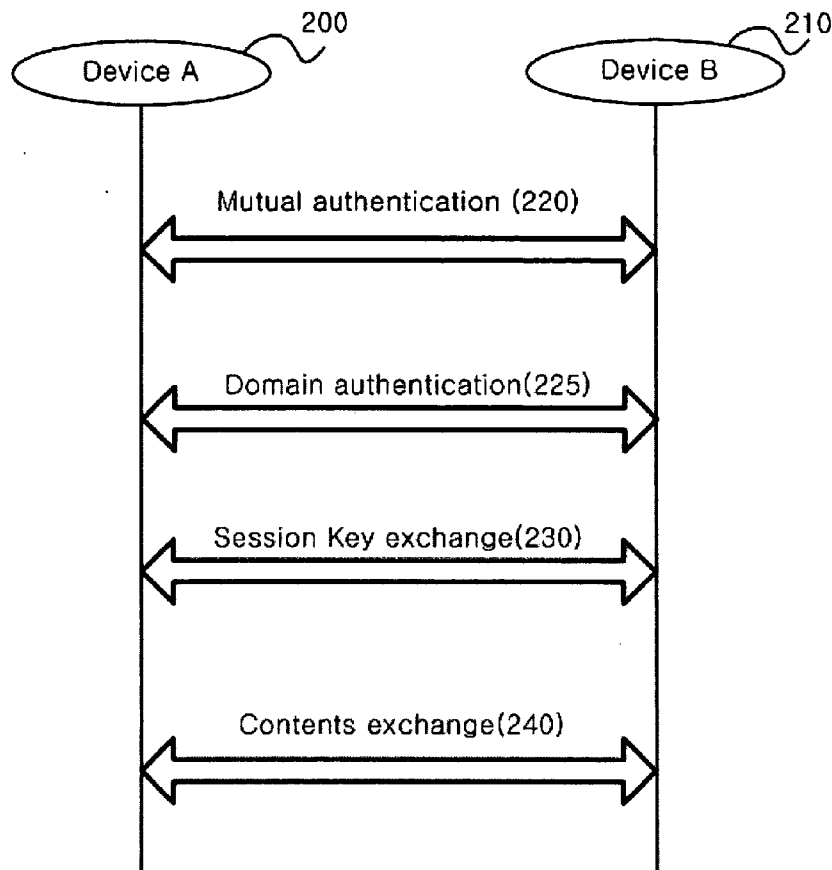 200
210
Device A
Device B
Mutual authentication (220)
Domain authentication(225)
Session Key exchange(230)
Contents exchange(240)